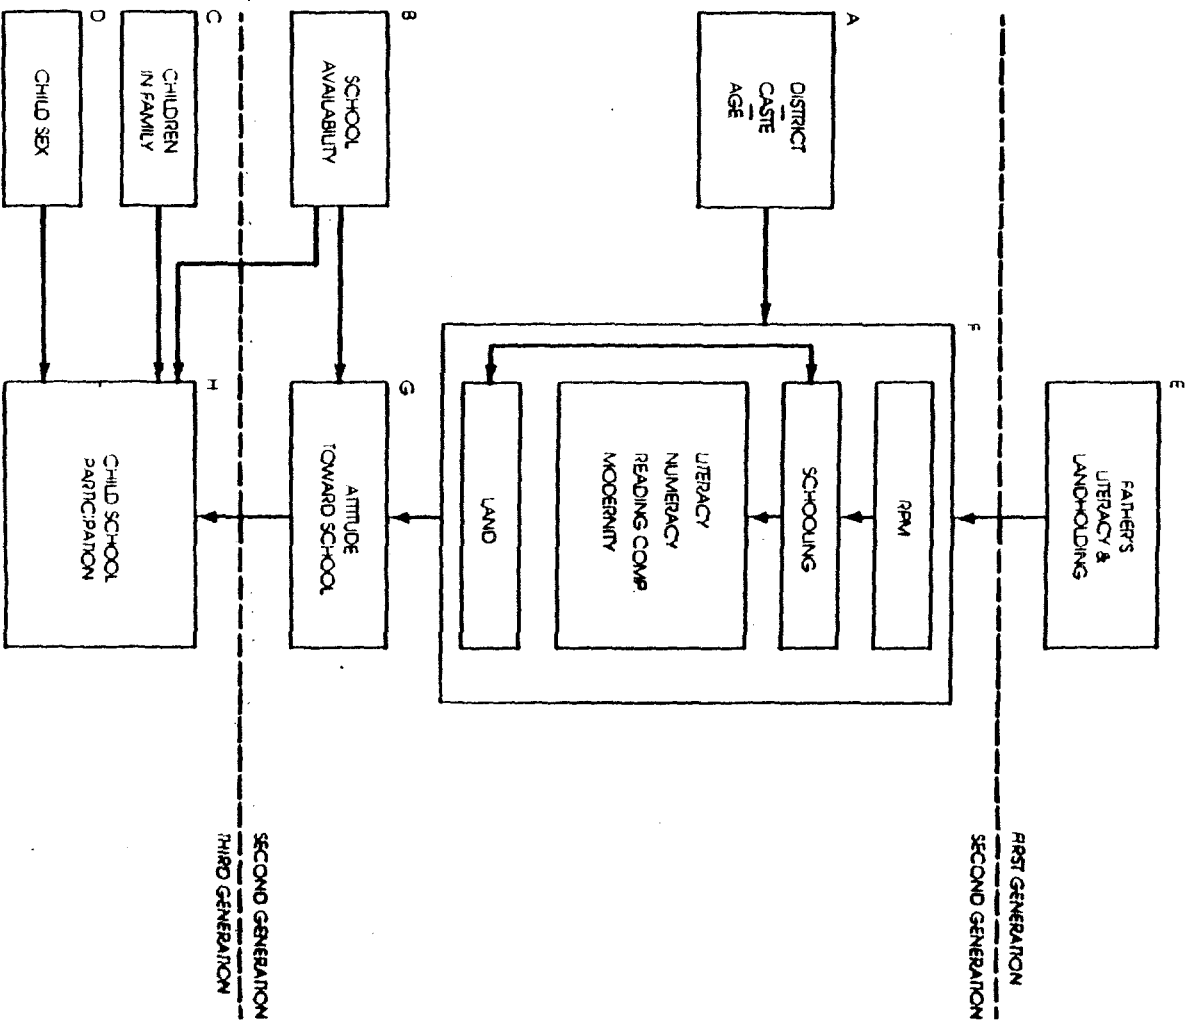 E
FATHER'S
LITERACY &
LANDHOLDING
FIRST GENERATION
SECOND GENERATION
F
RPM
A
DISTRICT
CASTE
AGE
SCHOOLING
LITERACY
NUMERACY
READING COMP.
MODERNITY
LAND
B
SCHOOL
AVAILABILITY
G
ATTITUDE
TOWARD SCHOOL
SECOND GENERATION
THIRD GENERATION
C
CHILDREN
IN FAMILY
H
CHILD SCHOOL
PARTICIPATION
D
CHILD SEX